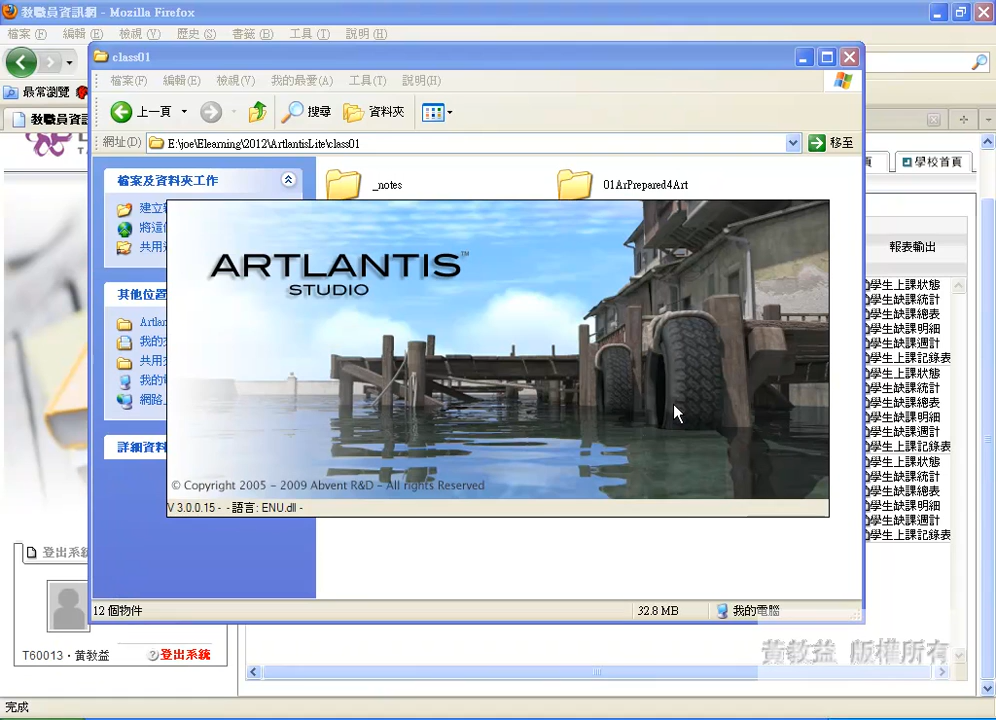 教職員資訊網 - Mozilla Firefox
檔案(F) 編輯(E) 檢視(V) 歷史(S) 書籤(B) 工具(T) 說明(H)
最常瀏覽
教職員資訊
class01
檔案(F) 編輯(E) 檢視(V) 我的最愛(A) 工具(T) 說明(H)
上一頁 搜尋 資料夾
網址(D) E:\joe\Elearning\2012\ArtlantisLite\class01 移至
頁 學校首頁
檔案及資料夾工作
_notes 01ArPrepared4Art
建立
將這
共用
其他位置
Artlan
我的
共用
我的
網路
詳細資料
ARTLANTIS™
STUDIO
© Copyright 2005 – 2009 Abvent R&D – All rights Reserved
V 3.0.0.15 - - 語言: ENU.dll -
報表輸出
學生上課狀態
學生缺課統計
學生缺課總表
學生缺課明細
學生缺課週計
學生上課記錄表
學生上課狀態
學生缺課統計
學生缺課總表
學生缺課明細
學生缺課週計
學生上課記錄表
學生上課狀態
學生缺課統計
學生缺課總表
學生缺課明細
學生缺課週計
學生缺課記錄表
12 個物件 32.8 MB 我的電腦
登出系統
T60013・黃教益 登出系統
黃教益 版權所有
完成